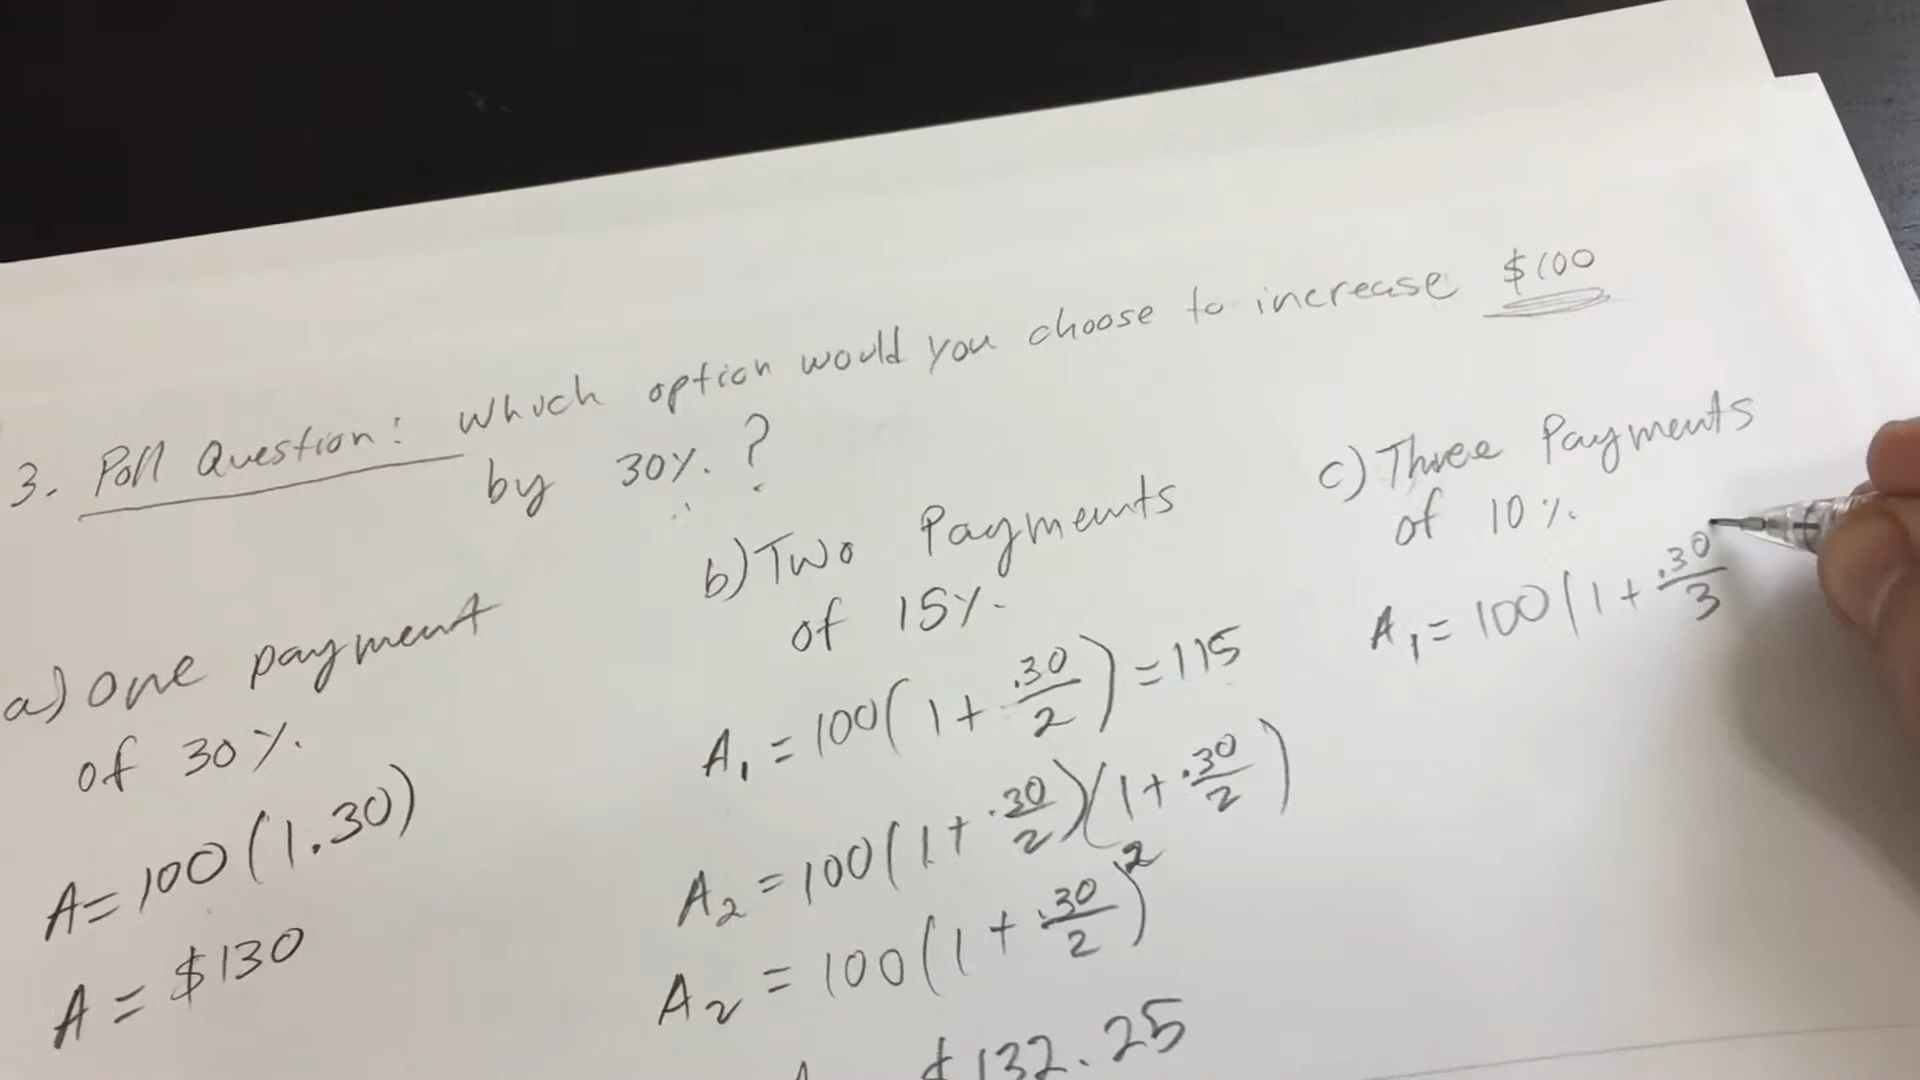 3. Poll Question: Which option would you choose to increase $100
by 30%. ?
a) One payment
of 30%.
A = 100(1.30)
A = $130
b) Two Payments
of 15%.
A₁ = 100(1 + .30/2) = 115
A₂ = 100(1 + .30/2)(1 + .30/2)
A₂ = 100(1 + .30/2)²
$132.25
c) Three Payments
of 10%.
A₁ = 100(1 + .30/3